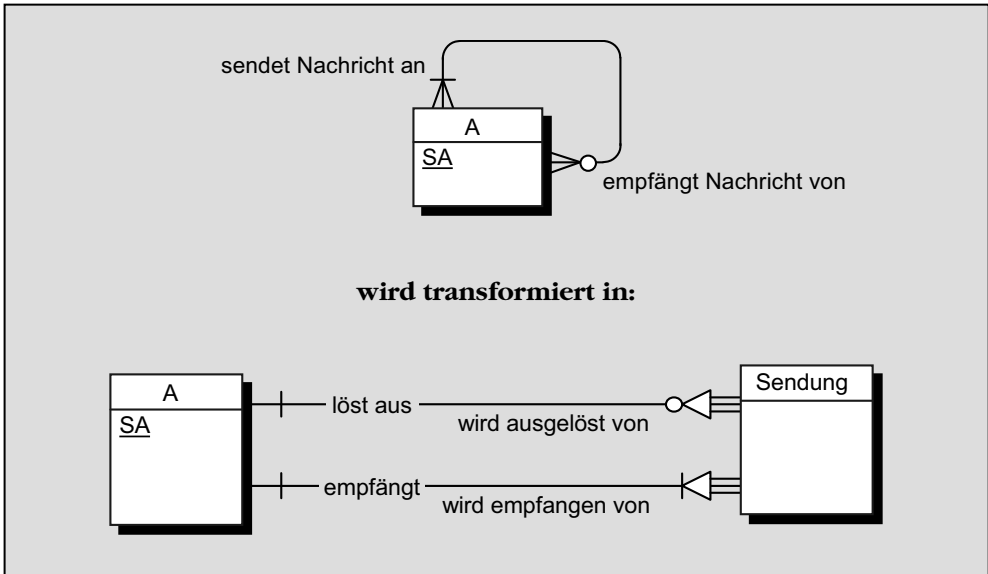 sendet Nachricht an
A
SA
empfängt Nachricht von
wird transformiert in:
A
SA
löst aus
wird ausgelöst von
empfängt
wird empfangen von
Sendung